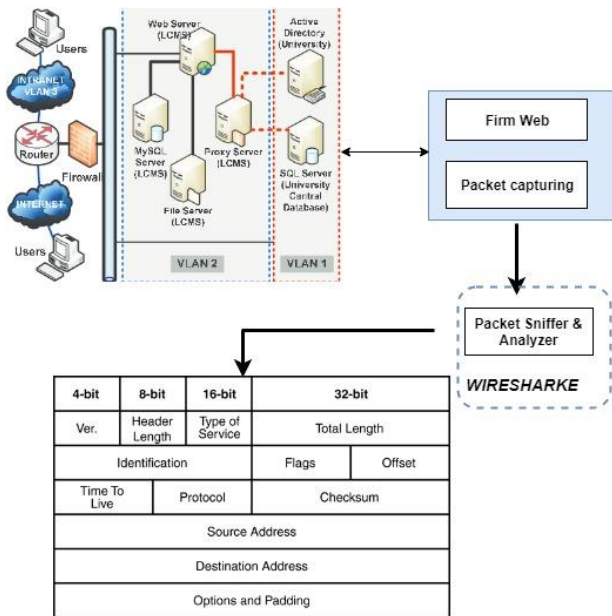 Users
INTRANET
VLAN 3
Router
Firowall
INTERNET
Users
Web Server
(LCMS)
MySQL
Server
(LCMS)
File Server
(LCMS)
Proxy Server
(LCMS)
VLAN 2
Active
Directory
(University)
SQL Server
(University
Central
Database)
VLAN 1
Firm Web
Packet capturing
Packet Sniffer &
Analyzer
WIRESHARKE
4-bit 8-bit 16-bit 32-bit
Ver. Header Length Type of Service Total Length
Identification Flags Offset
Time To Live Protocol Checksum
Source Address
Destination Address
Options and Padding